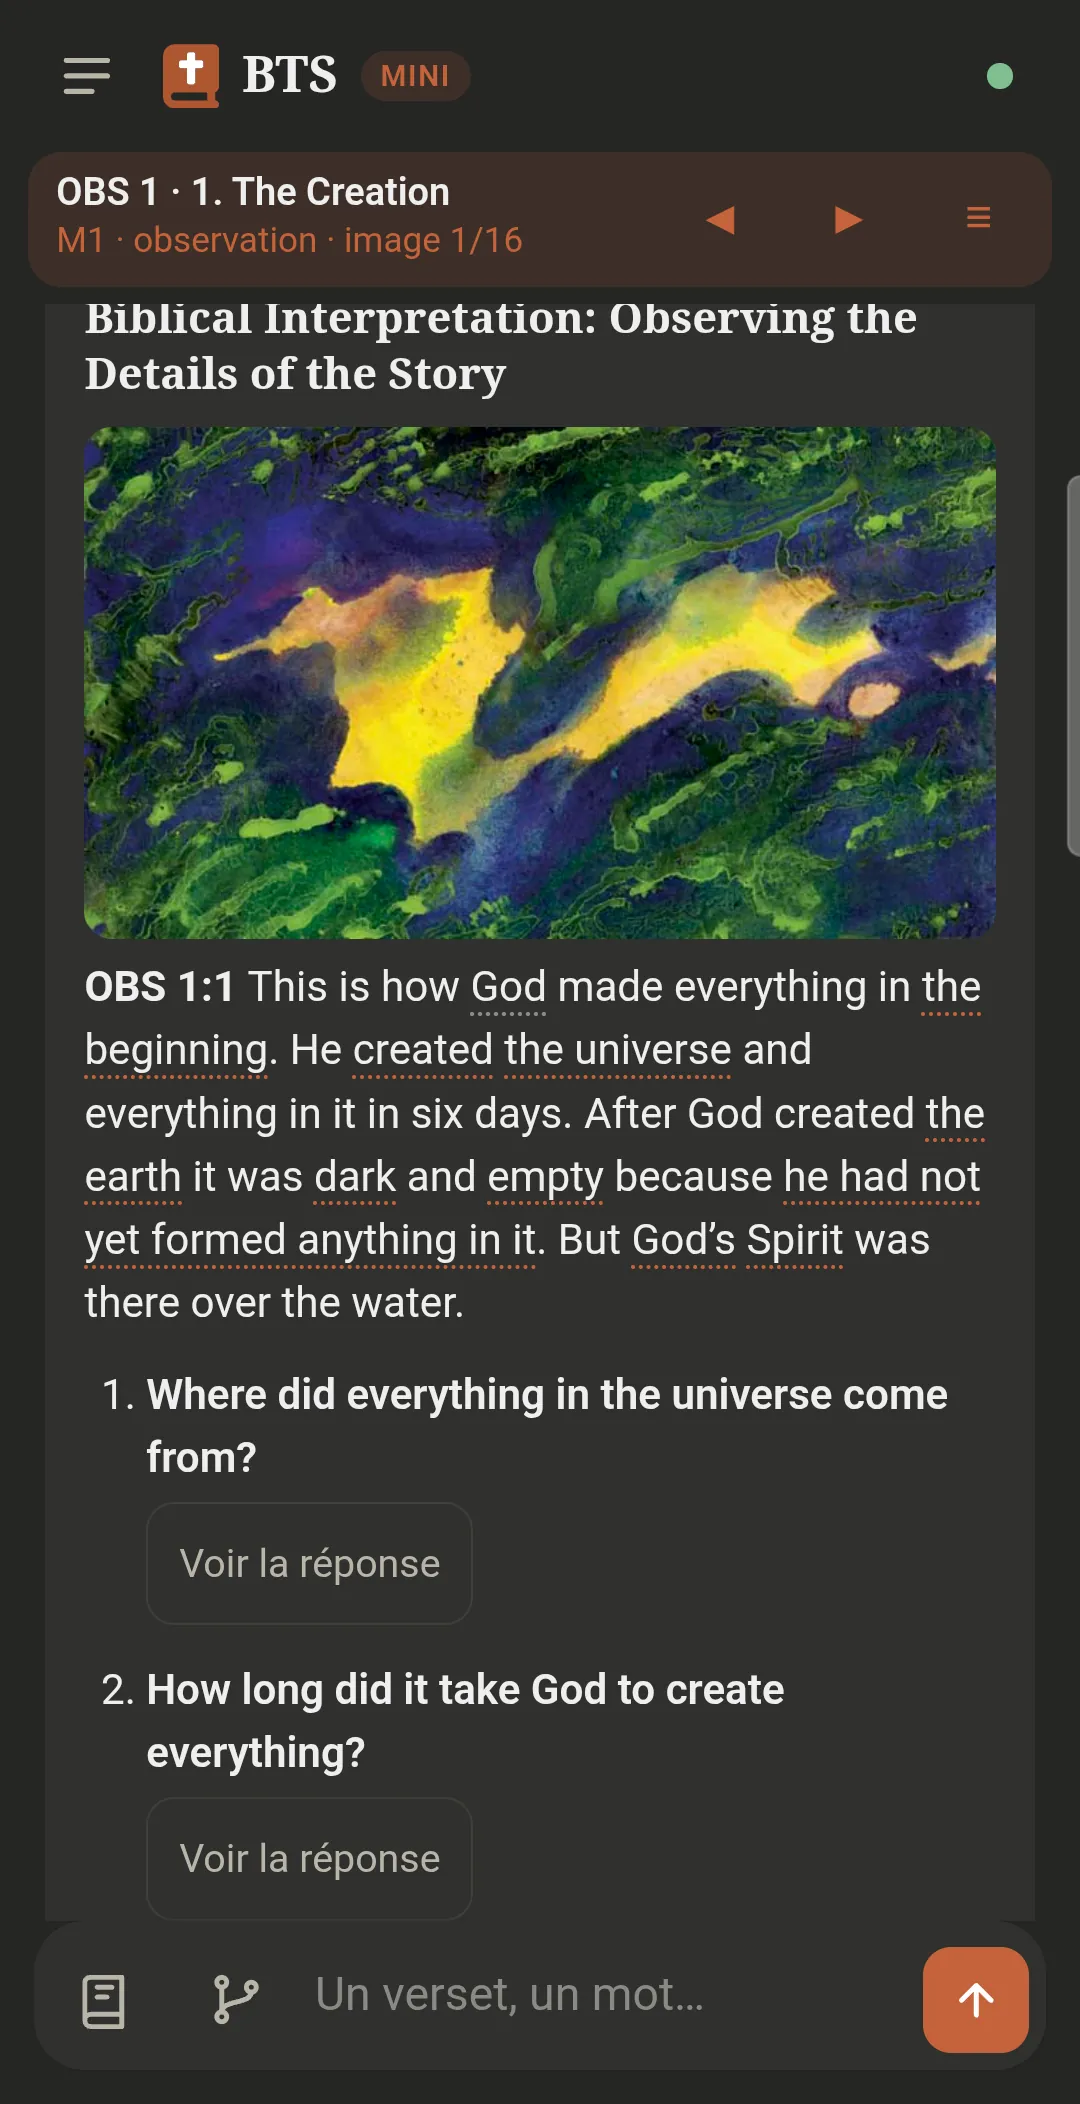 BTS MINI
OBS 1 · 1. The Creation
M1 · observation · image 1/16
Biblical Interpretation: Observing the
Details of the Story
OBS 1:1 This is how God made everything in the
beginning. He created the universe and
everything in it in six days. After God created the
earth it was dark and empty because he had not
yet formed anything in it. But God’s Spirit was
there over the water.
1. Where did everything in the universe come
from?
Voir la réponse
2. How long did it take God to create
everything?
Voir la réponse
Un verset, un mot…